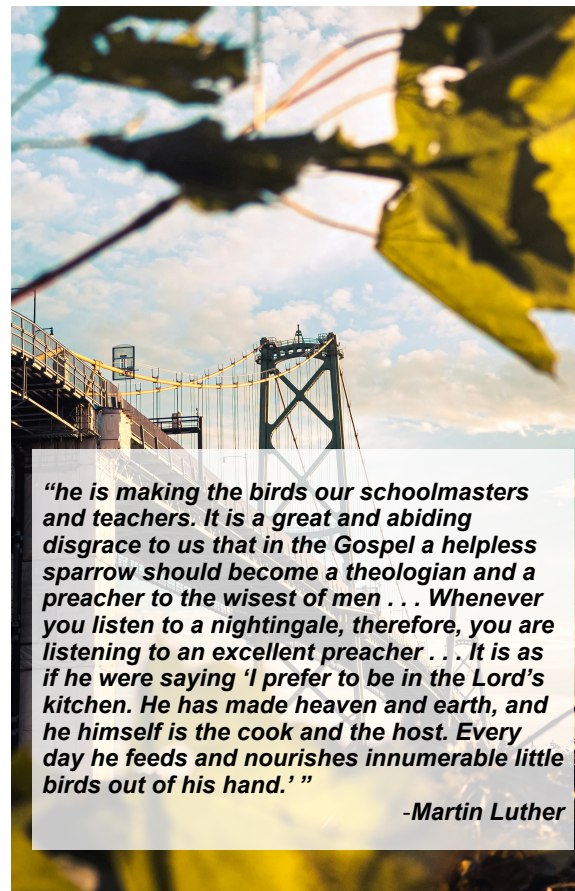 “he is making the birds our schoolmasters
and teachers. It is a great and abiding
disgrace to us that in the Gospel a helpless
sparrow should become a theologian and a
preacher to the wisest of men . . . Whenever
you listen to a nightingale, therefore, you are
listening to an excellent preacher . . . It is as
if he were saying ‘I prefer to be in the Lord’s
kitchen. He has made heaven and earth, and
he himself is the cook and the host. Every
day he feeds and nourishes innumerable little
birds out of his hand.’ ”
-Martin Luther